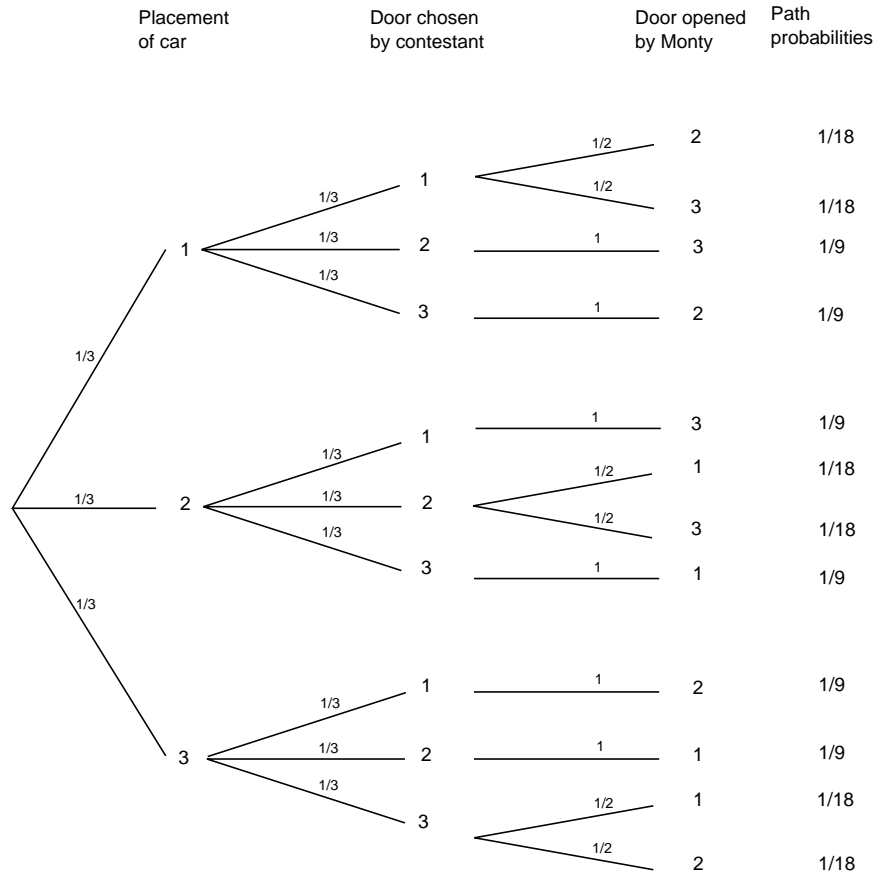 Placement of car
Door chosen by contestant
Door opened by Monty
Path probabilities
1/2 2 1/18
1/3 1
1/2 3 1/18
1 1/3 2 1 3 1/9
1/3 3 1 2 1/9
1/3
1/3 1 1 3 1/9
1/2 1 1/18
1/3 2 1/3 2
1/2 3 1/18
1/3 3 1 1 1/9
1/3
1/3 1 1 2 1/9
3 1/3 2 1 1 1/9
1/3 3 1/2 1 1/18
1/2 2 1/18